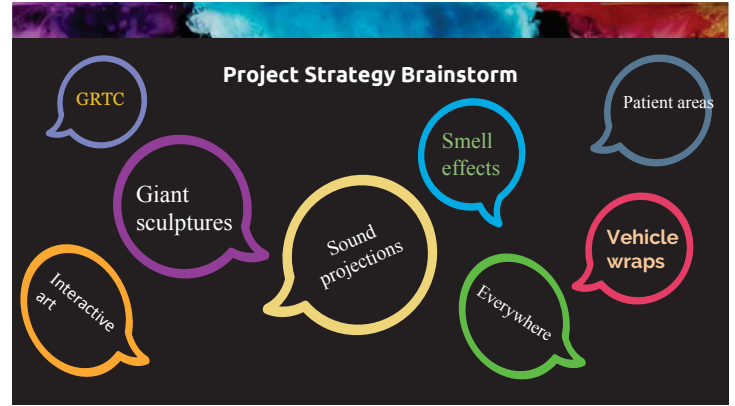 Project Strategy Brainstorm
GRTC
Patient areas
Smell
effects
Giant
sculptures
Sound
projections
Vehicle
wraps
Interactive
art
Everywhere